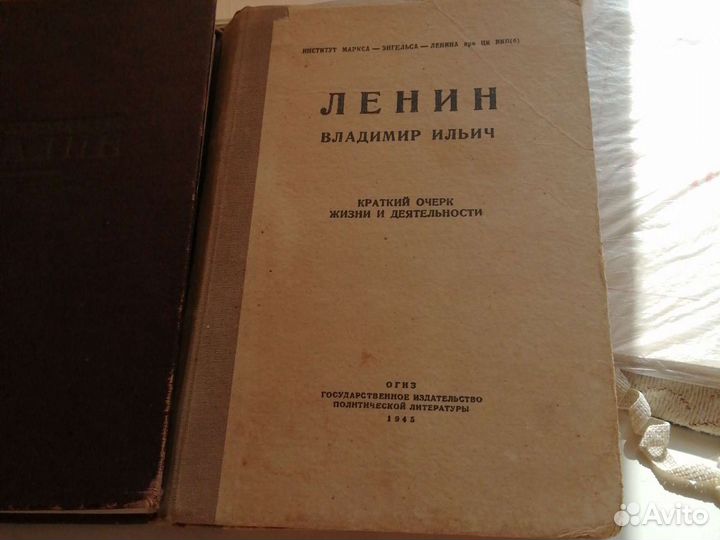 ИНСТИТУТ МАРКСА — ЭНГЕЛЬСА — ЛЕНИНА при ЦК ВКП(б)
ЛЕНИН
ВЛАДИМИР ИЛЬИЧ
КРАТКИЙ ОЧЕРК
ЖИЗНИ И ДЕЯТЕЛЬНОСТИ
ОГИЗ
ГОСУДАРСТВЕННОЕ ИЗДАТЕЛЬСТВО
ПОЛИТИЧЕСКОЙ ЛИТЕРАТУРЫ
1945
Avito